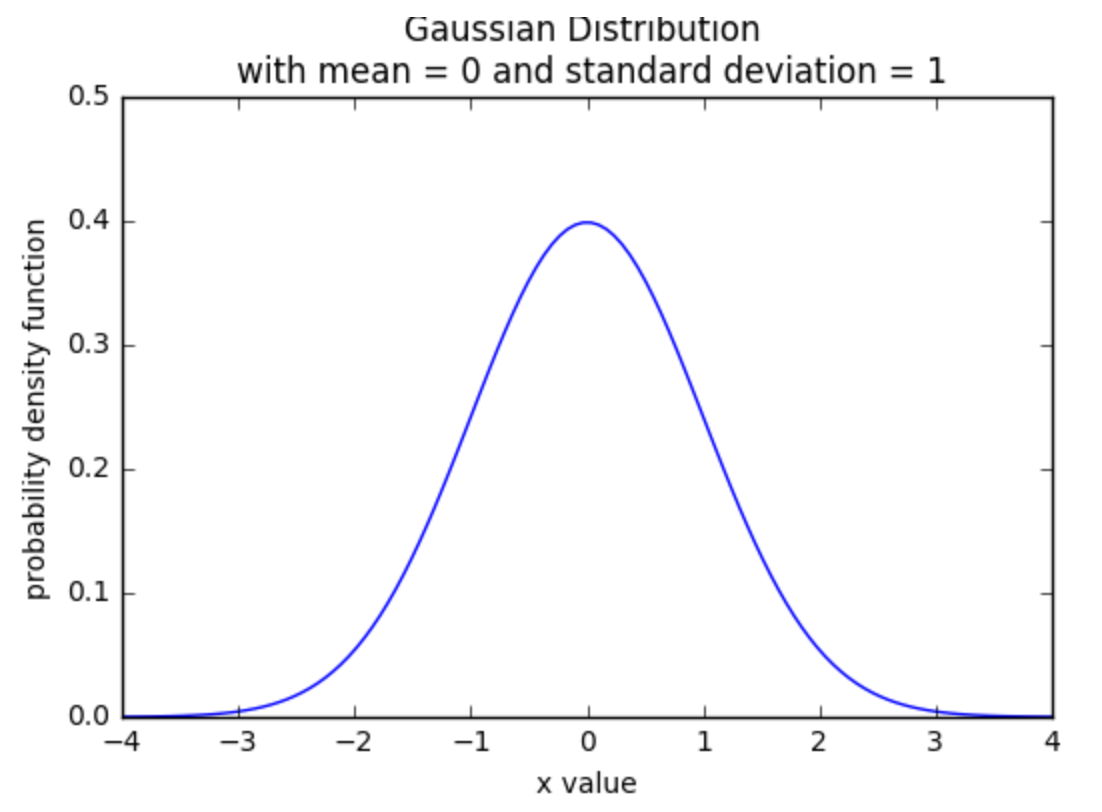 Gaussian Distribution
with mean = 0 and standard deviation = 1
0.5
0.4
0.3
0.2
0.1
0.0
probability density function
−4 −3 −2 −1 0 1 2 3 4
x value